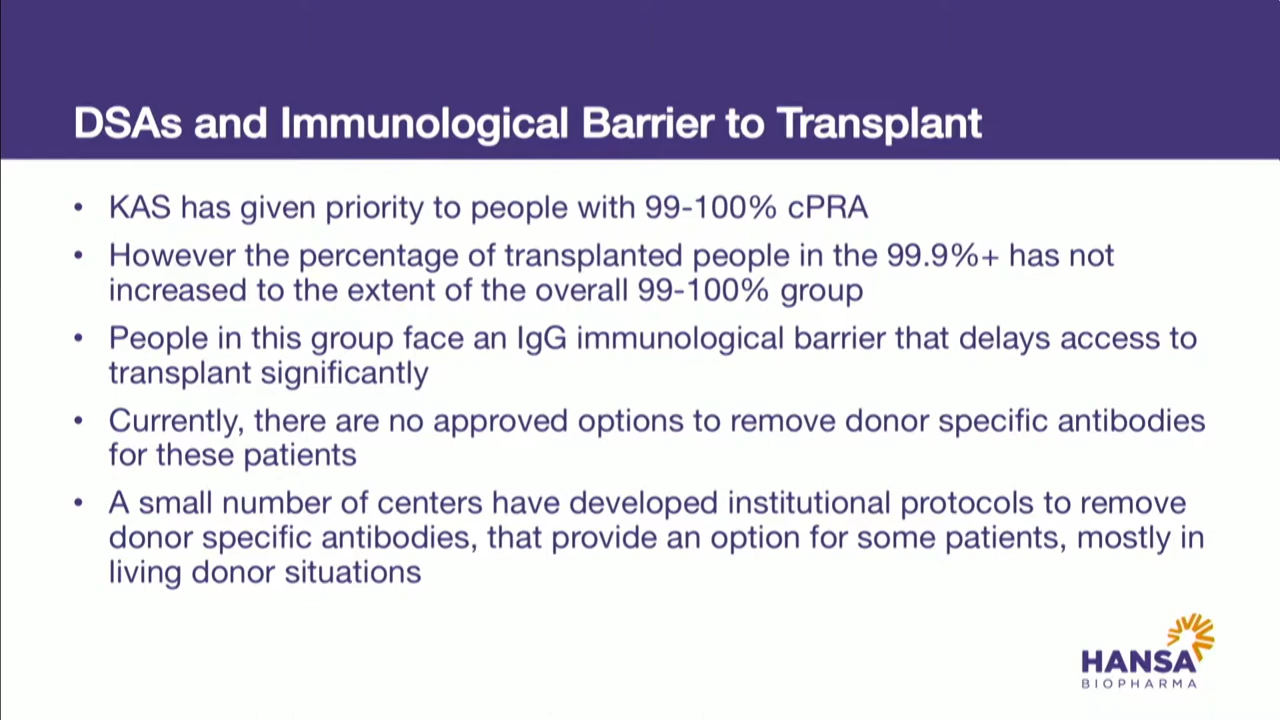 DSAs and Immunological Barrier to Transplant
• KAS has given priority to people with 99-100% cPRA
• However the percentage of transplanted people in the 99.9%+ has not
increased to the extent of the overall 99-100% group
• People in this group face an IgG immunological barrier that delays access to
transplant significantly
• Currently, there are no approved options to remove donor specific antibodies
for these patients
• A small number of centers have developed institutional protocols to remove
donor specific antibodies, that provide an option for some patients, mostly in
living donor situations
HANSA
BIOPHARMA